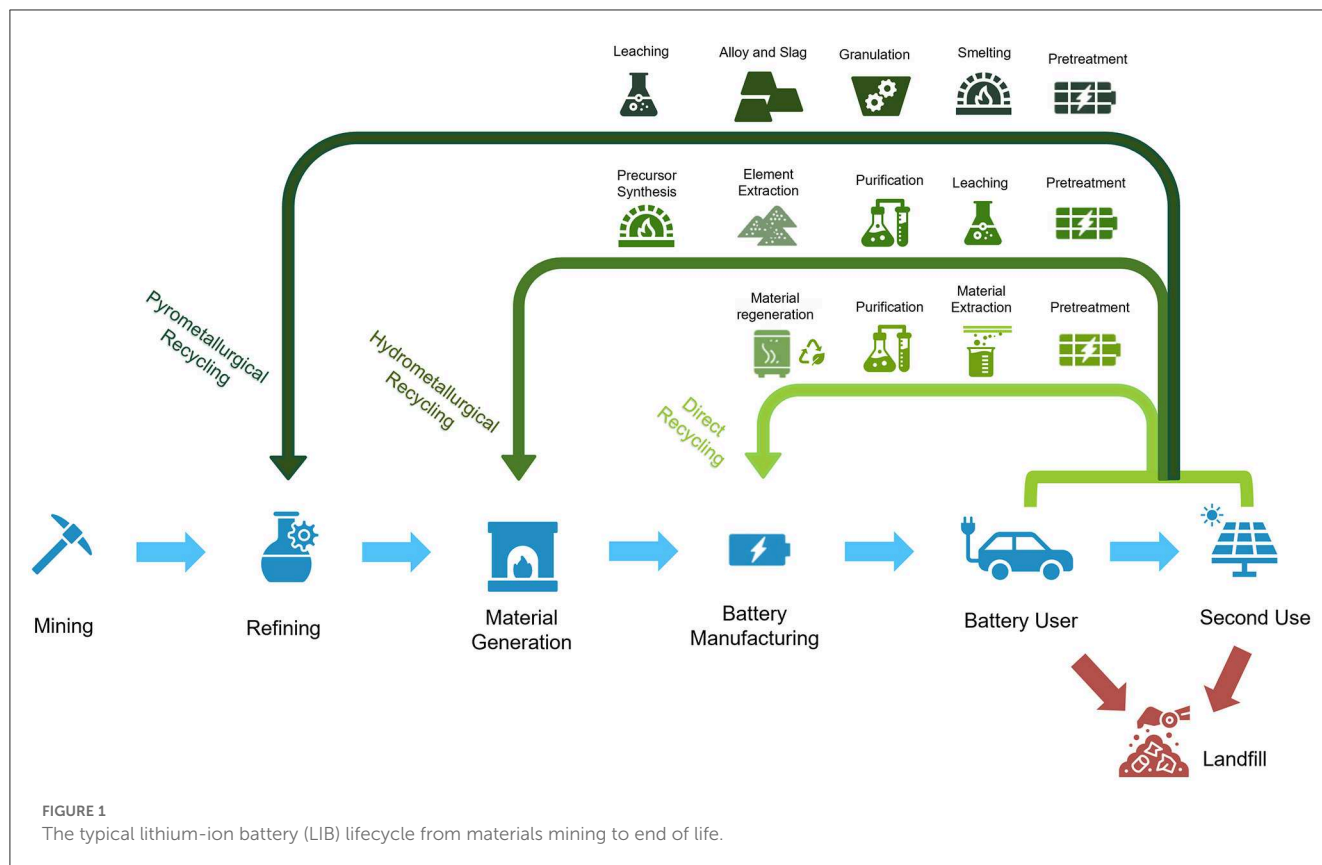 Leaching Alloy and Slag Granulation Smelting Pretreatment
Precursor
Synthesis
Element
Extraction
Purification
Leaching
Pretreatment
Material
regeneration
Purification
Material
Extraction
Pretreatment
Pyrometallurgical
Recycling
Hydrometallurgical
Recycling
Direct
Recycling
Mining
Refining
Material
Generation
Battery
Manufacturing
Battery User
Second Use
Landfill
FIGURE 1
The typical lithium-ion battery (LIB) lifecycle from materials mining to end of life.